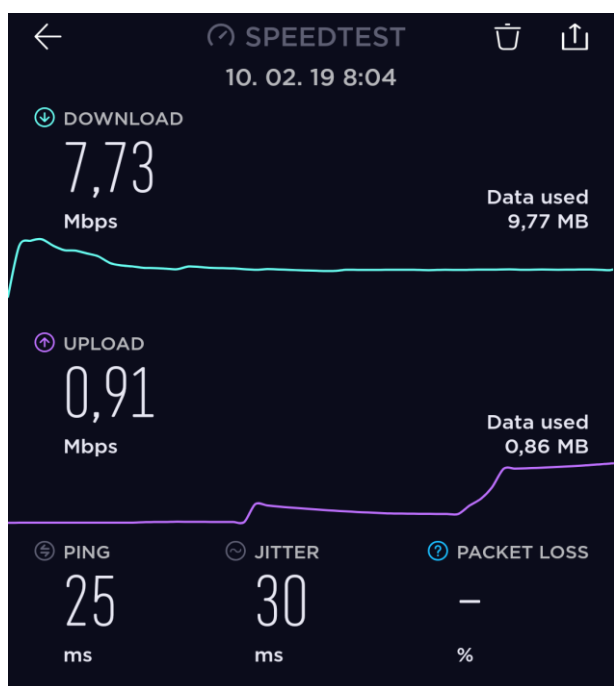 SPEEDTEST
10. 02. 19 8:04
DOWNLOAD
7,73
Mbps
Data used
9,77 MB
UPLOAD
0,91
Mbps
Data used
0,86 MB
PING
JITTER
? PACKET LOSS
25
30
–
ms
ms
%